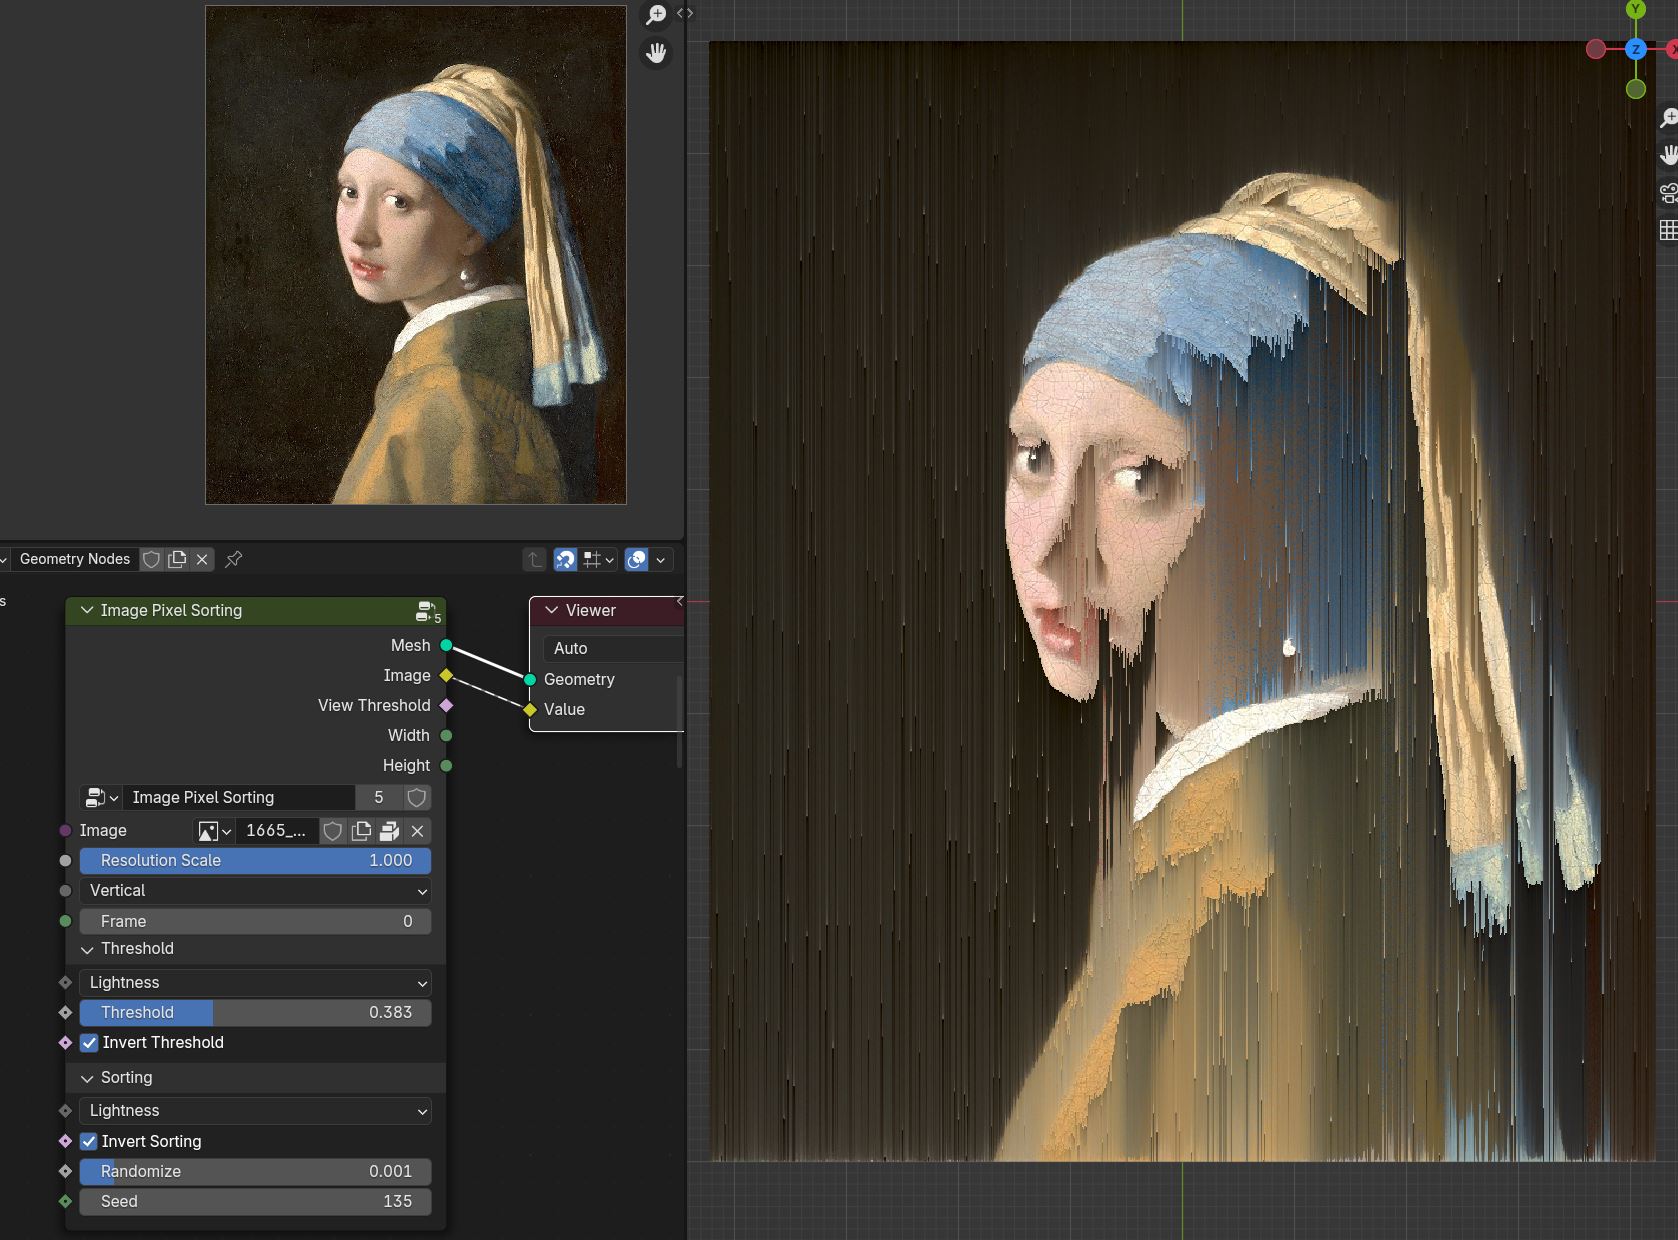 Y
Z
X
Geometry Nodes
s
Image Pixel Sorting
5
Viewer
Mesh
Auto
Image
Geometry
View Threshold
Value
Width
Height
Image Pixel Sorting 5
Image 1665_...
Resolution Scale 1.000
Vertical
Frame 0
Threshold
Lightness
Threshold 0.383
Invert Threshold
Sorting
Lightness
Invert Sorting
Randomize 0.001
Seed 135